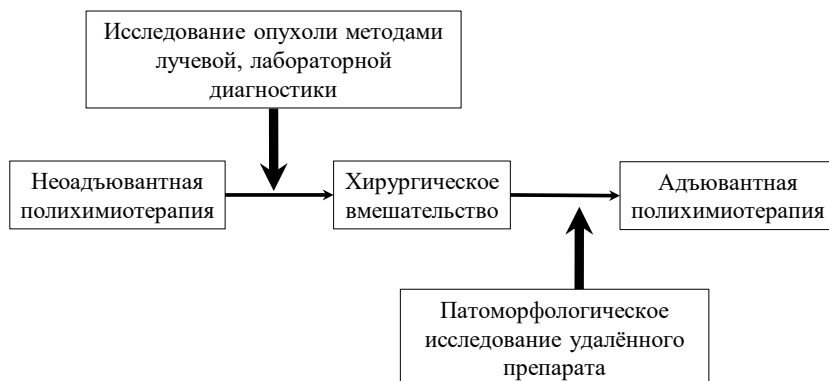 Исследование опухоли методами
лучевой, лабораторной
диагностики
Неоадъювантная
полихимиотерапия
Хирургическое
вмешательство
Адъювантная
полихимиотерапия
Патоморфологическое
исследование удалённого
препарата